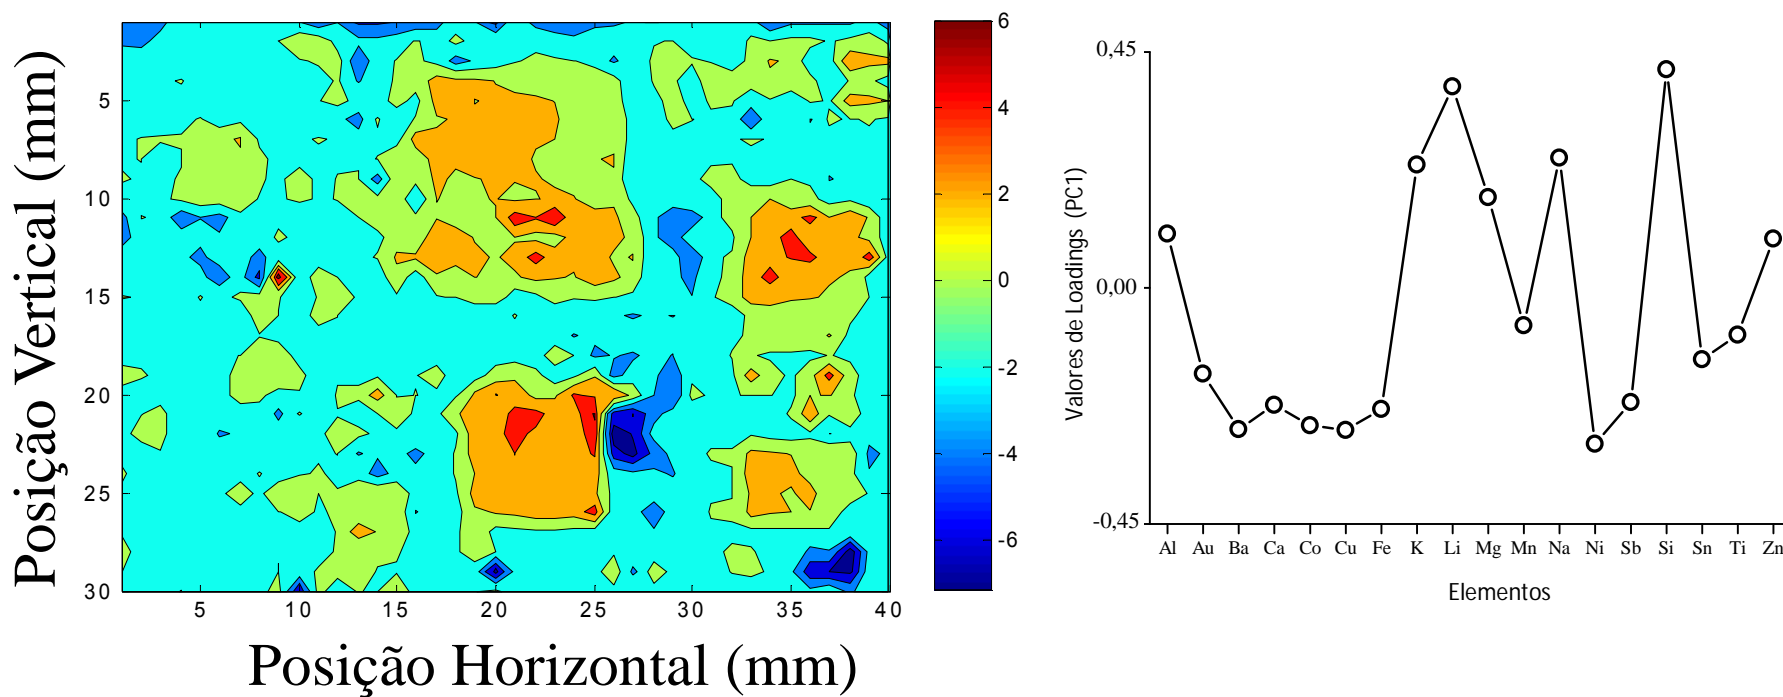 Posição Vertical (mm)
5
10
15
20
25
30
5 10 15 20 25 30 35 40
Posição Horizontal (mm)
6
4
2
0
-2
-4
-6
Valores de Loadings (PC1)
0,45
0,00
-0,45
Al Au Ba Ca Co Cu Fe K Li Mg Mn Na Ni Sb Si Sn Ti Zn
Elementos